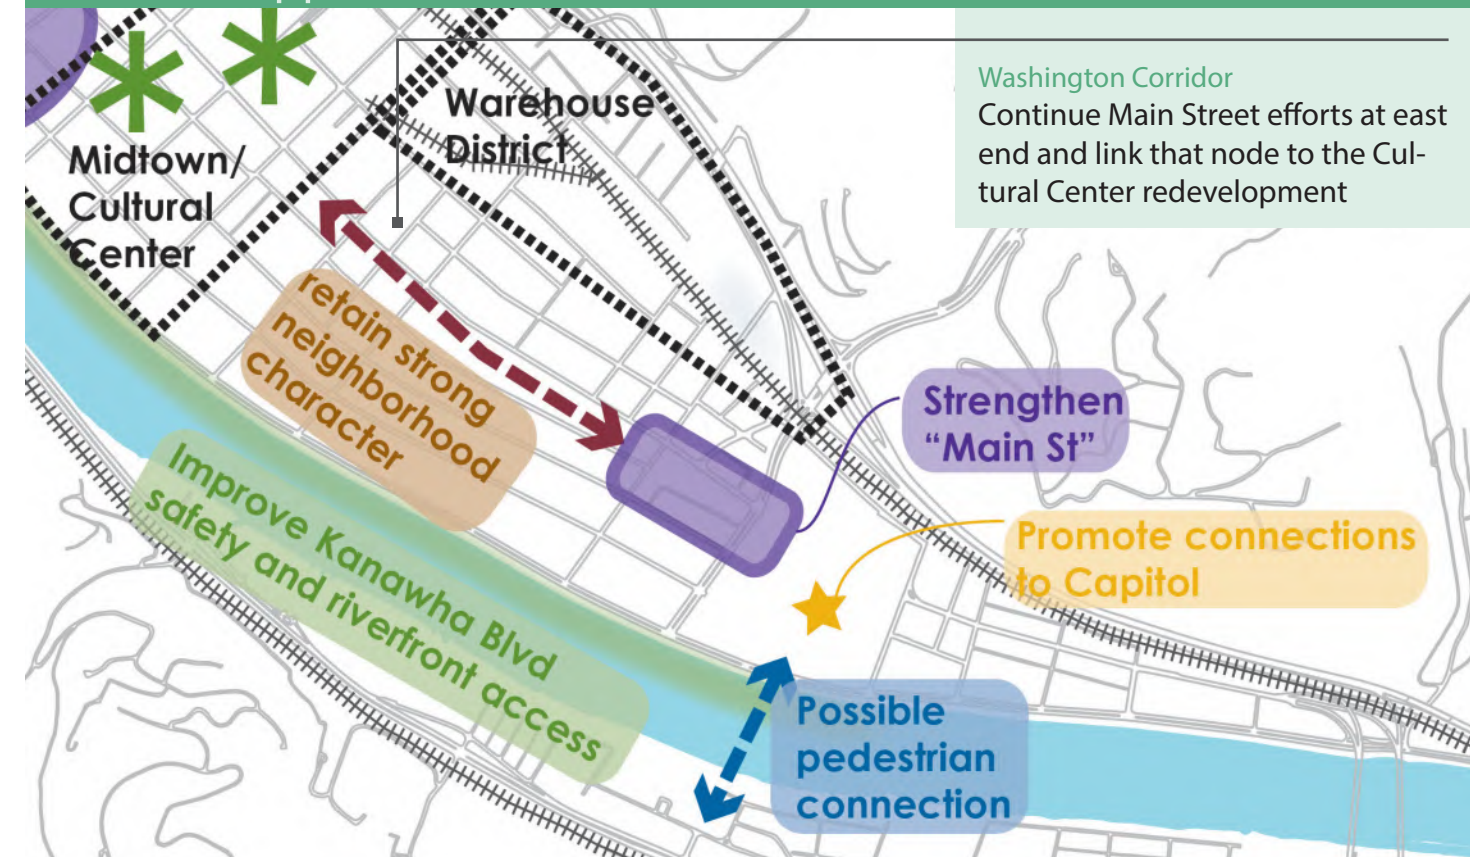 Washington Corridor
Continue Main Street efforts at east
end and link that node to the Cul-
tural Center redevelopment
Warehouse
District
Midtown/
Cultural
Center
retain strong
neighborhood
character
Strengthen
“Main St”
Improve Kanawha Blvd
safety and riverfront access
Promote connections
to Capitol
Possible
pedestrian
connection